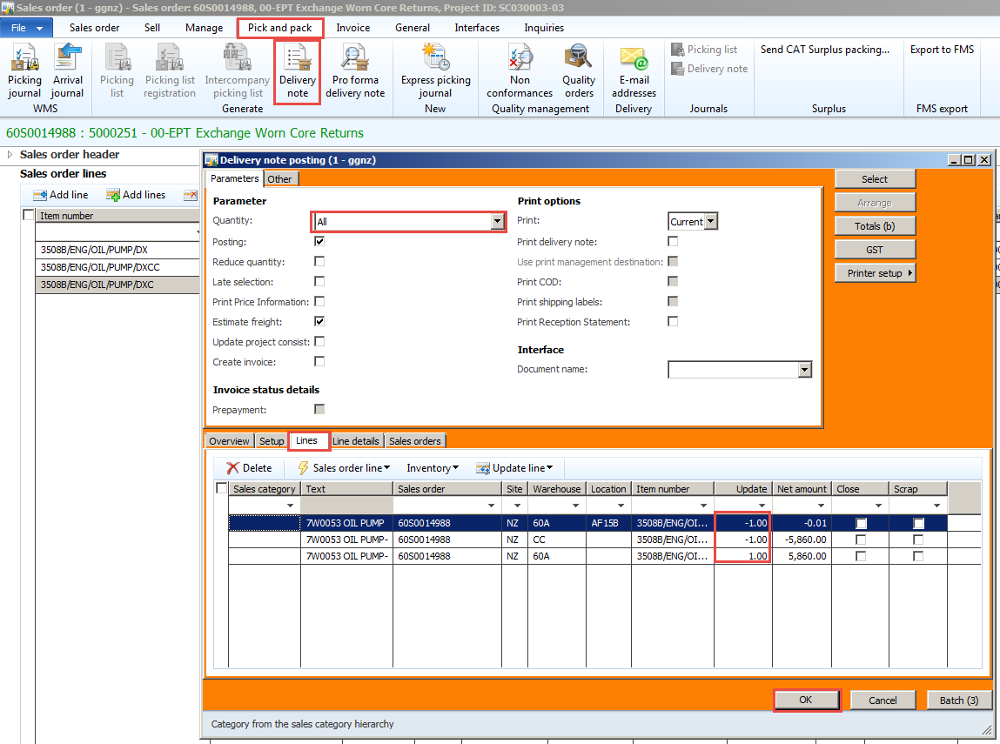 Sales order (1 - ggnz) - Sales order: 60S0014988, 00-EPT Exchange Worn Core Returns, Project ID: SC030003-03
File Sales order Sell Manage Pick and pack Invoice General Interfaces Inquiries
Picking journal
Arrival journal
WMS
Picking list
Picking list registration
Intercompany picking list
Delivery note
Pro forma delivery note
Generate
Express picking journal
New
Non conformances
Quality orders
Quality management
E-mail addresses
Delivery
Picking list
Delivery note
Journals
Send CAT Surplus packing...
Surplus
Export to FMS
FMS export
60S0014988 : 5000251 - 00-EPT Exchange Worn Core Returns
Sales order header
Sales order lines
Add line Add lines
Item number
3508B/ENG/OIL/PUMP/DX
3508B/ENG/OIL/PUMP/DXCC
3508B/ENG/OIL/PUMP/DXC
Delivery note posting (1 - ggnz)
Parameters Other
Parameter
Quantity: All
Posting:
Reduce quantity:
Late selection:
Print Price Information:
Estimate freight:
Update project consist:
Create invoice:
Invoice status details
Prepayment:
Print options
Print: Current
Print delivery note:
Use print management destination:
Print COD:
Print shipping labels:
Print Reception Statement:
Interface
Document name:
Select
Arrange
Totals (b)
GST
Printer setup
Overview Setup Lines Line details Sales orders
Delete Sales order line Inventory Update line
Sales category Text Sales order Site Warehouse Location Item number Update Net amount Close Scrap
7W0053 OIL PUMP 60S0014988 NZ 60A AF15B 3508B/ENG/OI... -1.00 -0.01
7W0053 OIL PUMP- 60S0014988 NZ CC 3508B/ENG/OI... -1.00 -5,860.00
7W0053 OIL PUMP- 60S0014988 NZ 60A 3508B/ENG/OI... 1.00 5,860.00
OK Cancel Batch (3)
Category from the sales category hierarchy